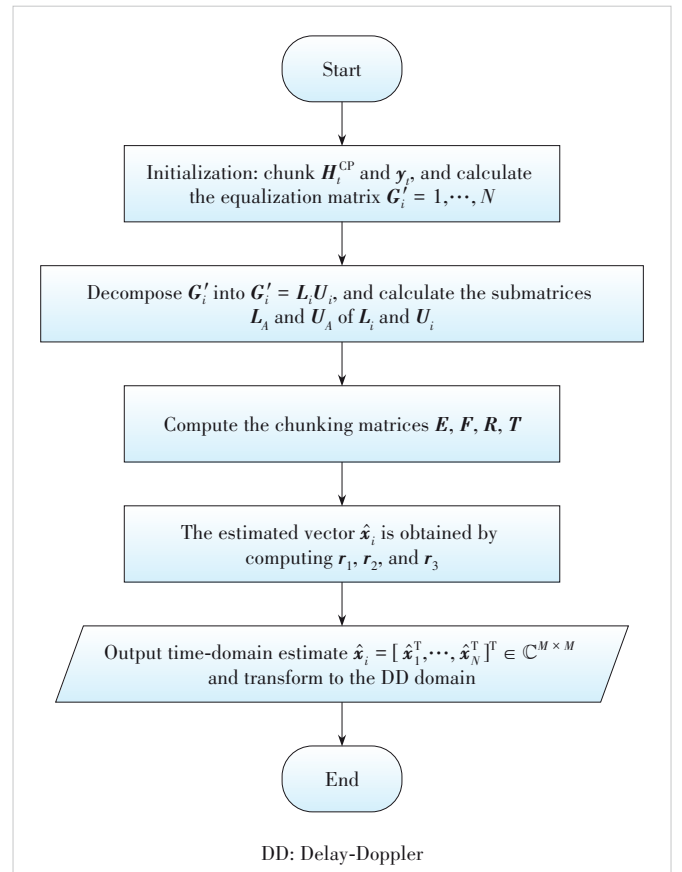 Start
Initialization: chunk H_t^CP and y_t, and calculate
the equalization matrix G_i′ = 1,⋯, N
Decompose G_i′ into G_i′ = L_i U_i, and calculate the submatrices
L_A and U_A of L_i and U_i
Compute the chunking matrices E, F, R, T
The estimated vector x̂_i is obtained by
computing r_1, r_2, and r_3
Output time-domain estimate x̂_i = [ x̂_1^T,⋯, x̂_N^T ]^T ∈ ℂ^{M × M}
and transform to the DD domain
End
DD: Delay-Doppler